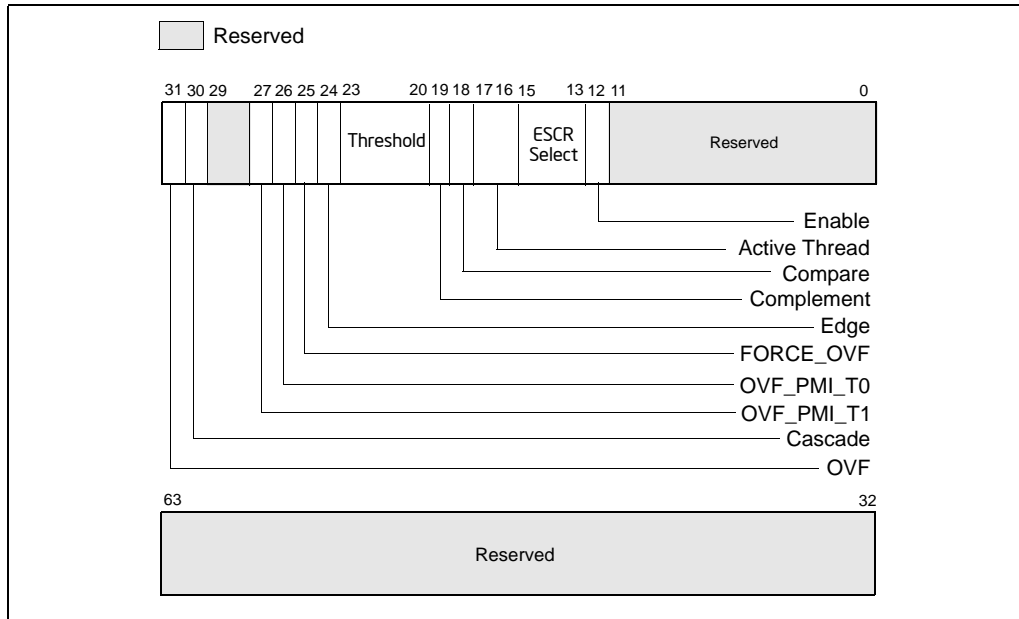 Reserved
31 30 29 27 26 25 24 23 20 19 18 17 16 15 13 12 11 0
Threshold
ESCR
Select
Reserved
Enable
Active Thread
Compare
Complement
Edge
FORCE_OVF
OVF_PMI_T0
OVF_PMI_T1
Cascade
OVF
63 32
Reserved